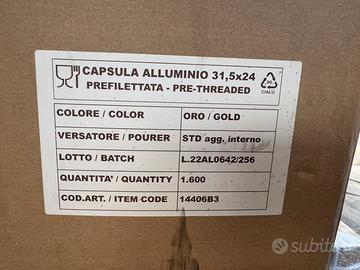 CAPSULA ALLUMINIO 31,5x24
PREFILETTATA - PRE-THREADED
90
C/ALU
COLORE / COLOR ORO / GOLD
VERSATORE / POURER STD agg. interno
LOTTO / BATCH L.22AL0642/256
QUANTITA' / QUANTITY 1.600
COD.ART. / ITEM CODE 14406B3
subito